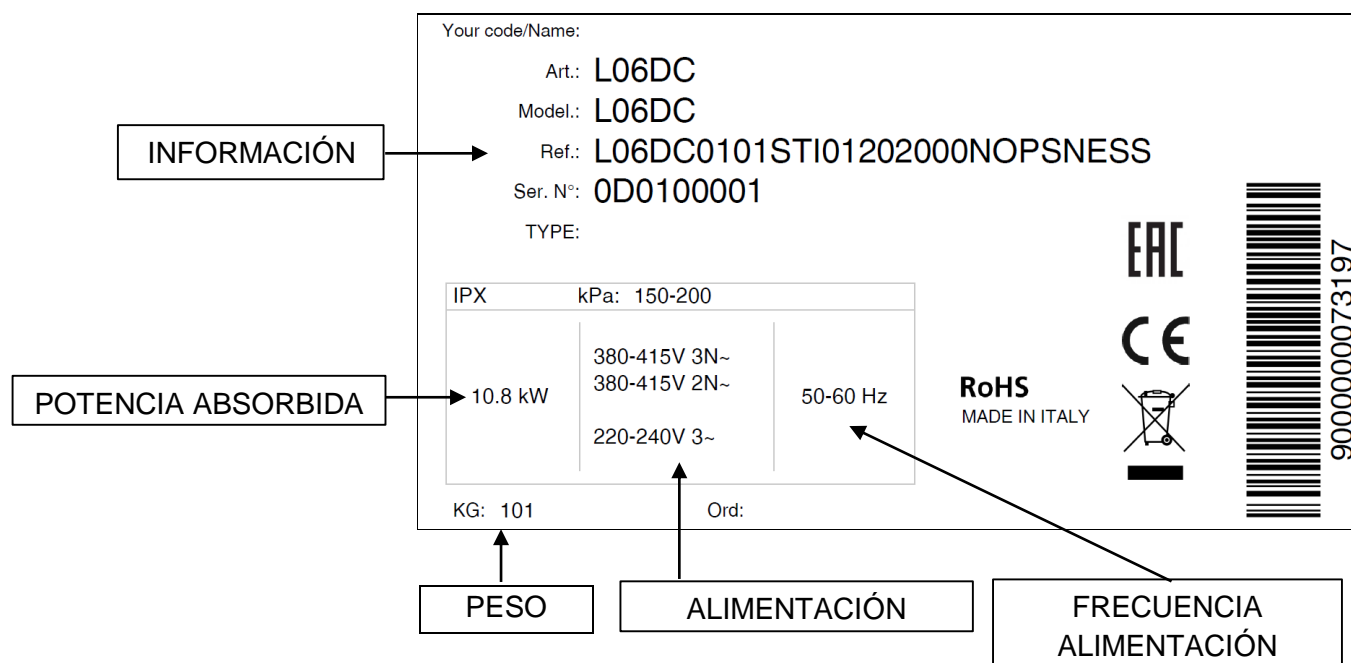 Your code/Name:
Art.: L06DC
Model.: L06DC
INFORMACIÓN
Ref.: L06DC0101STI01202000NOPSNESS
Ser. N°: 0D0100001
TYPE:
EAC
IPX kPa: 150-200
CE
380-415V 3N~
380-415V 2N~
POTENCIA ABSORBIDA
10.8 kW
50-60 Hz
220-240V 3~
RoHS
MADE IN ITALY
9000000073197
KG: 101 Ord:
PESO
ALIMENTACIÓN
FRECUENCIA
ALIMENTACIÓN